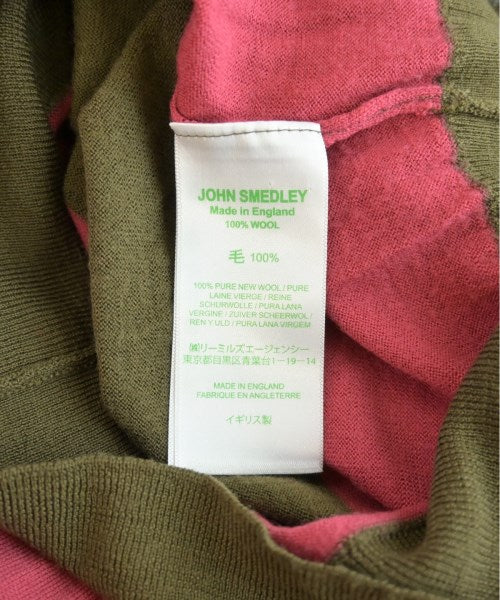 JOHN SMEDLEY
Made in England
100% WOOL
毛 100%
100% PURE NEW WOOL / PURE
LAINE VIERGE / REINE
SCHURWOLLE / PURA LANA
VERGINE / ZUIVER SCHEERWOL /
REN Y ULD / PURA LANA VIRGEM
㈱リーミルズエージェンシー
東京都目黒区青葉台1-19-14
MADE IN ENGLAND
FABRIQUE EN ANGLETERRE
イギリス製